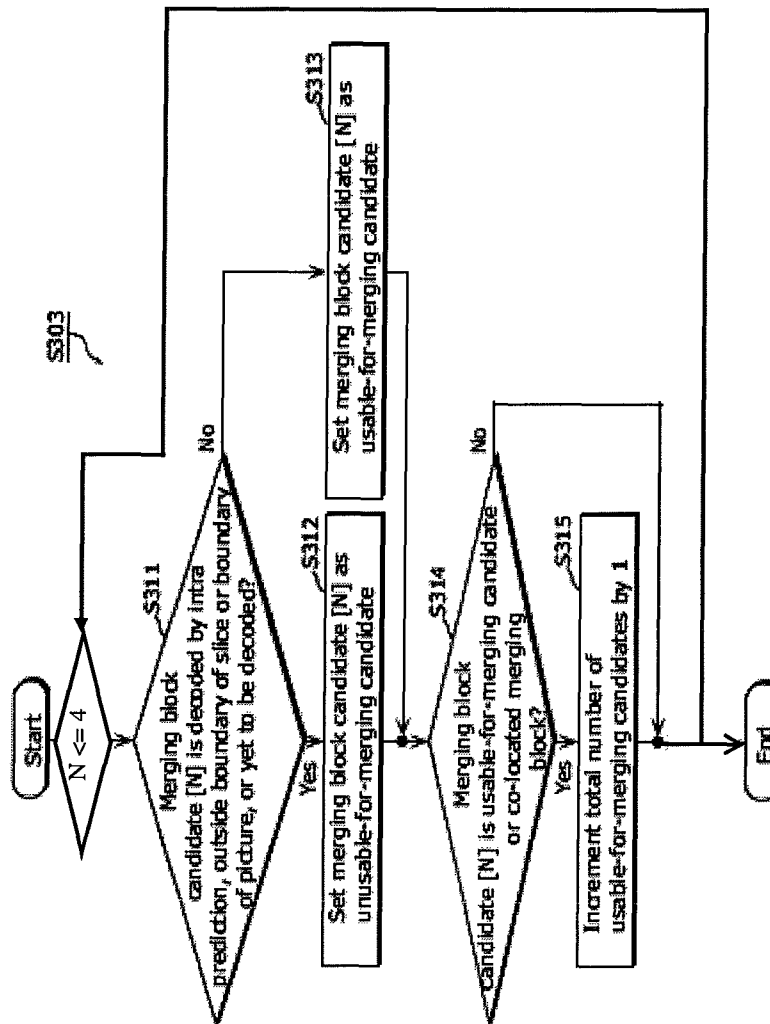 S303
Start
N <= 4
S311
Merging block
candidate [N] is decoded by intra
prediction, outside boundary of slice or boundary
of picture, or yet to be decoded?
No
Yes
S312
Set merging block candidate [N] as
unusable-for-merging candidate
S313
Set merging block candidate [N] as
usable-for-merging candidate
S314
Merging block
candidate [N] is usable-for-merging candidate
or co-located merging
block?
No
Yes
S315
Increment total number of
usable-for-merging candidates by 1
End